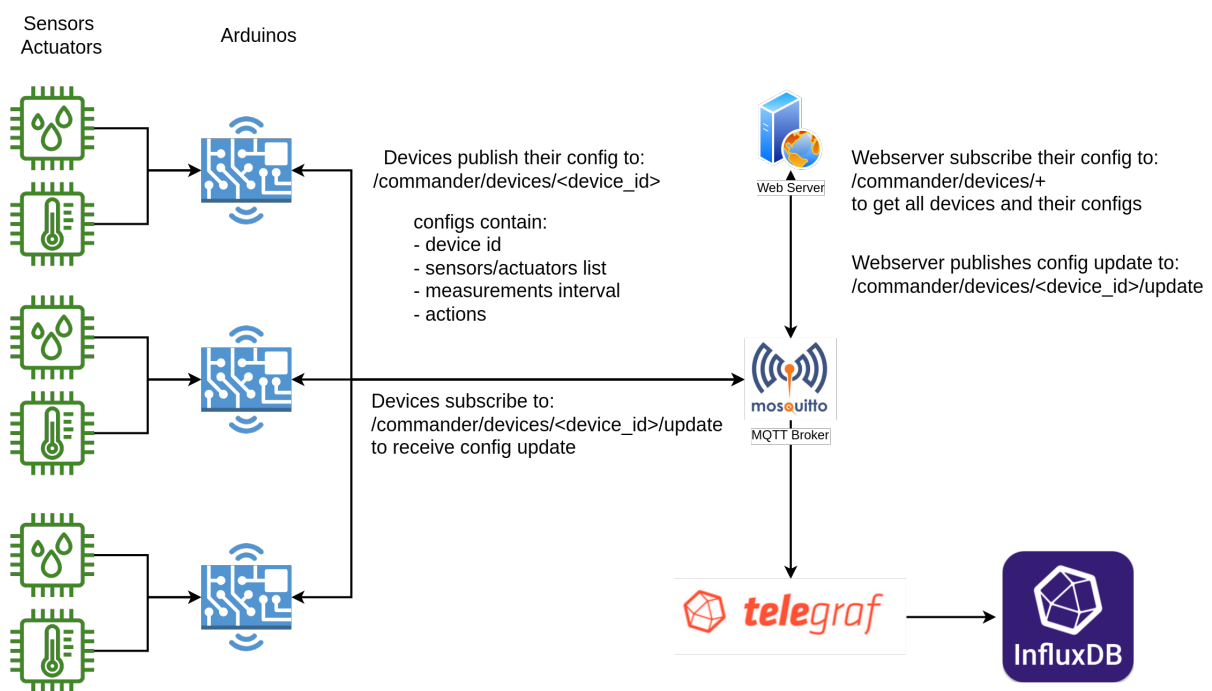 Sensors
Actuators
Arduinos
Devices publish their config to:
/commander/devices/<device_id>
configs contain:
- device id
- sensors/actuators list
- measurements interval
- actions
Web Server
Webserver subscribe their config to:
/commander/devices/+
to get all devices and their configs
Webserver publishes config update to:
/commander/devices/<device_id>/update
mosquitto
MQTT Broker
Devices subscribe to:
/commander/devices/<device_id>/update
to receive config update
telegraf
InfluxDB